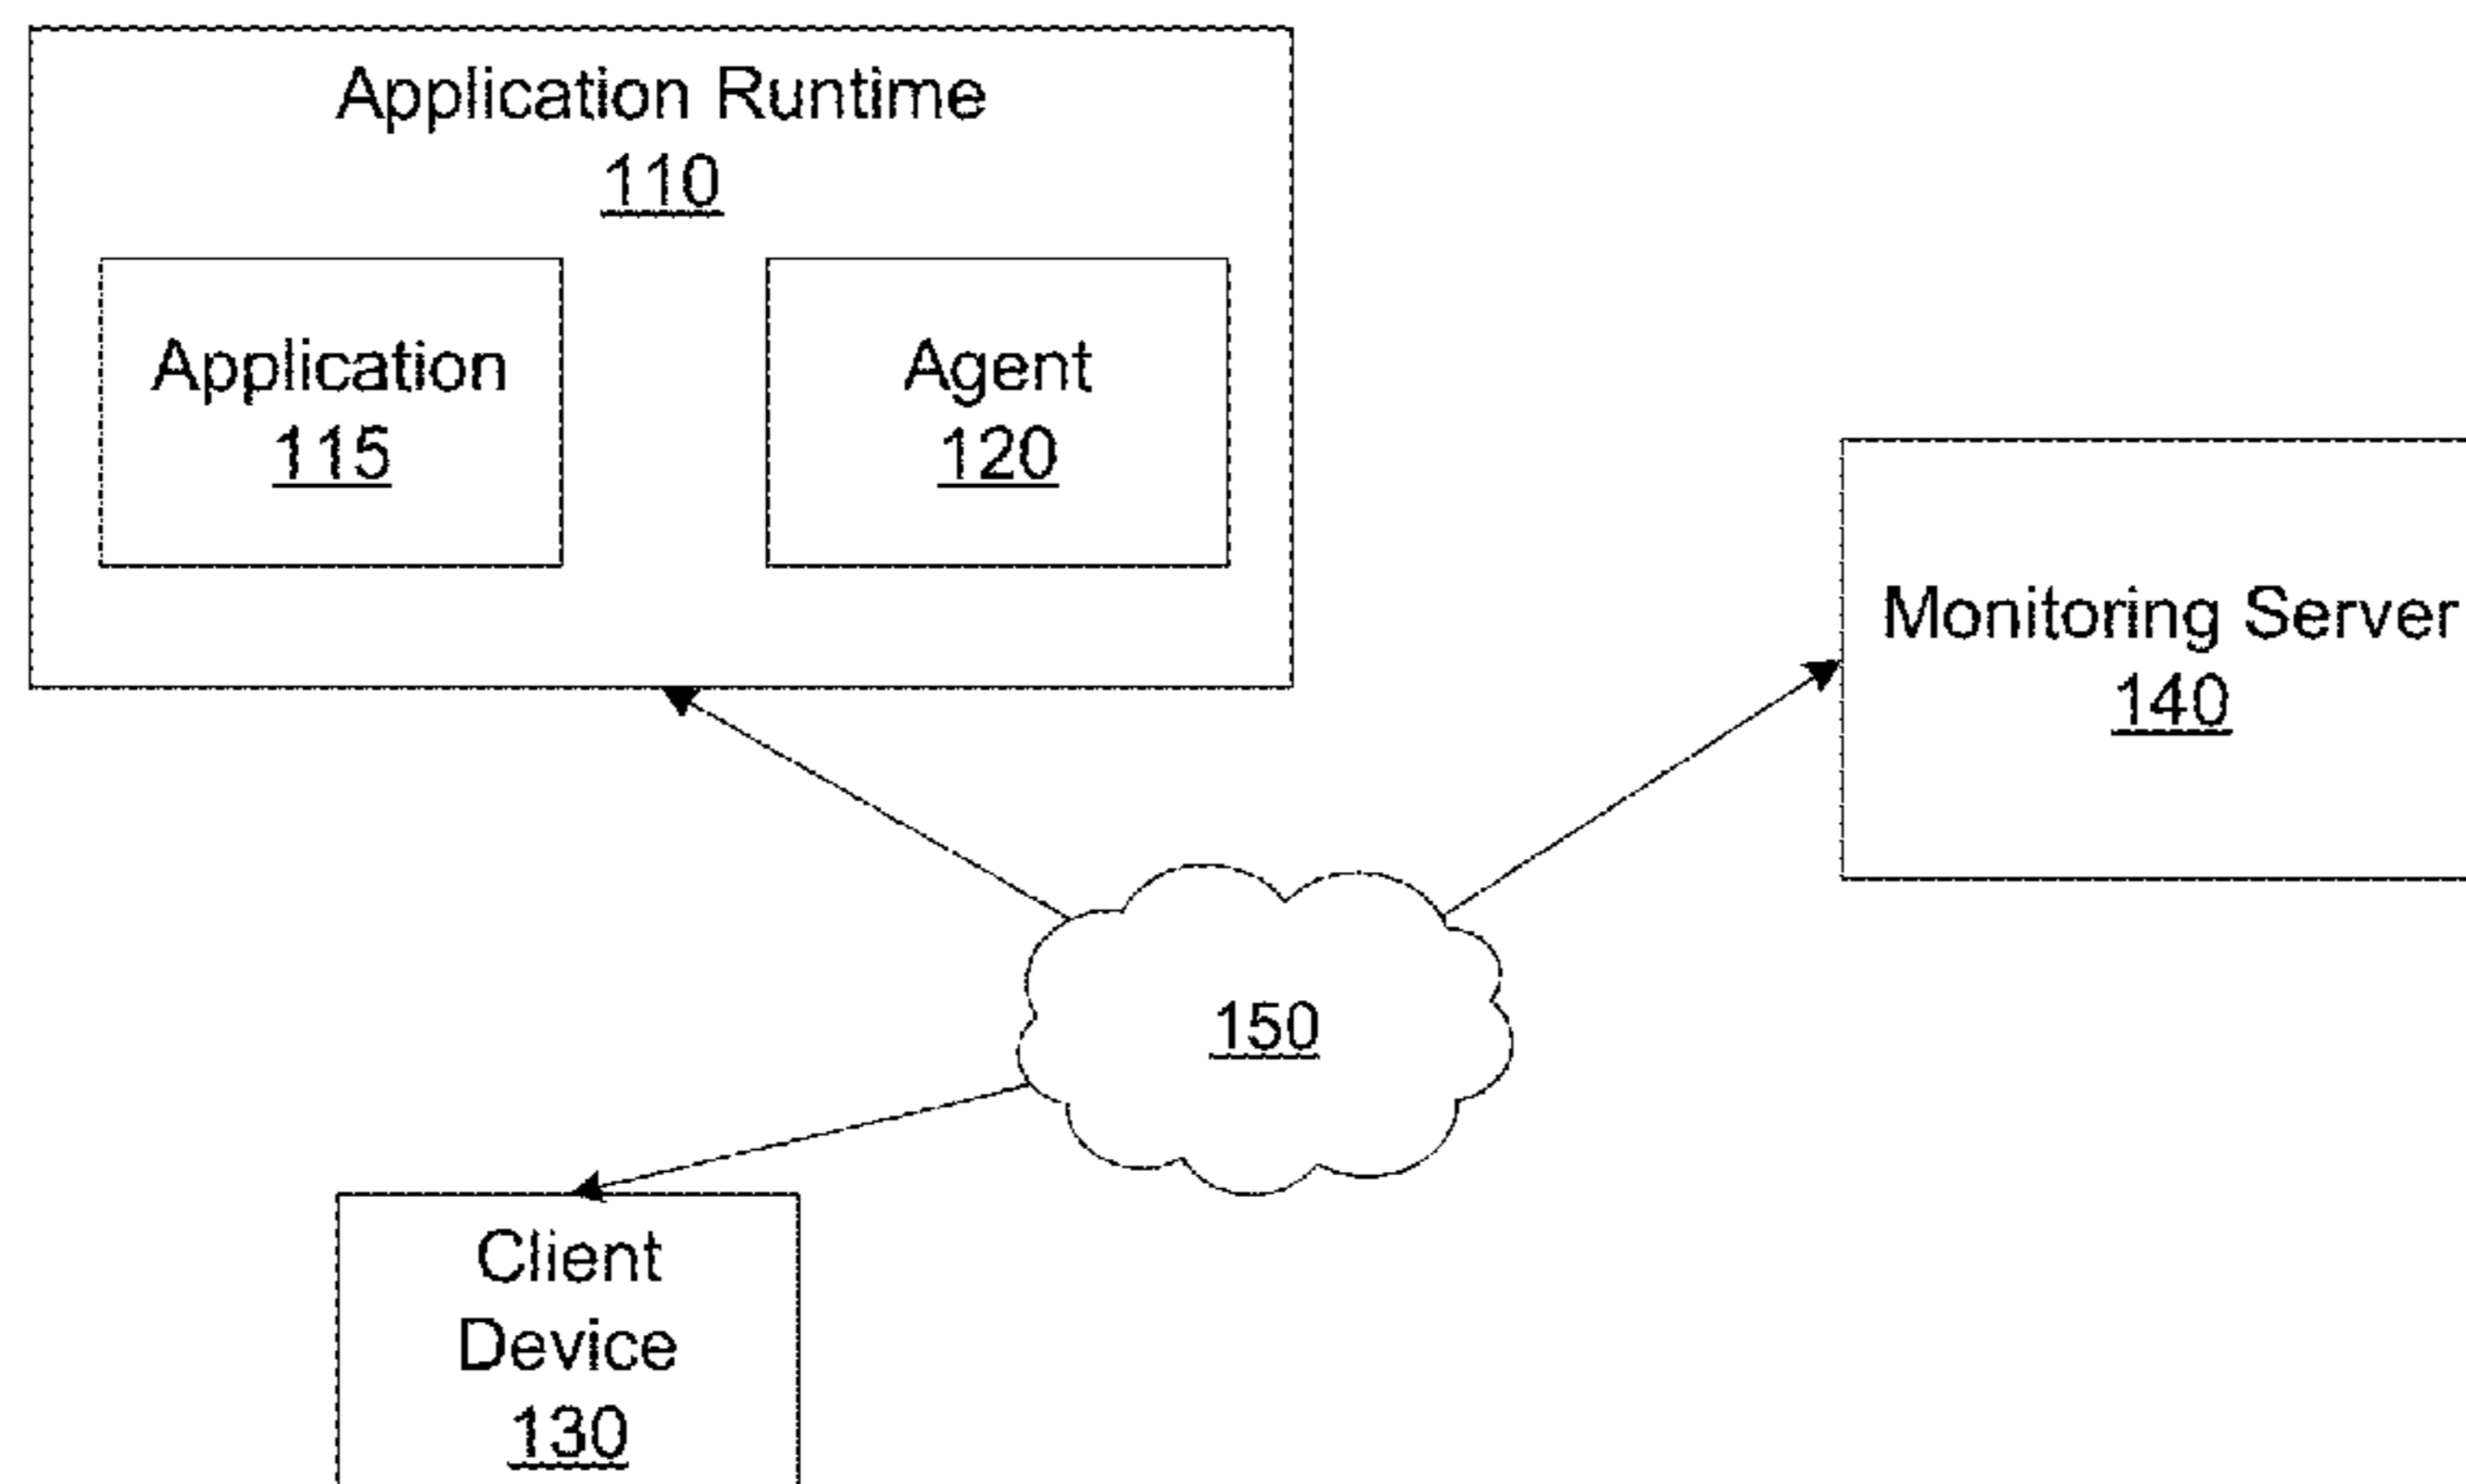 Application Runtime
110
Application
115
Agent
120
Monitoring Server
140
150
Client
Device
130